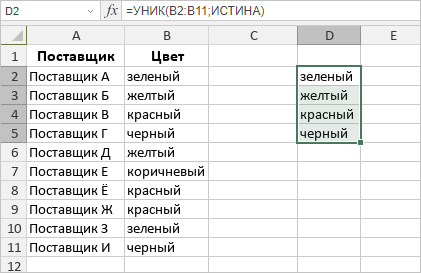 D2 fx =УНИК(B2:B11;ИСТИНА)
A B C D E
1 Поставщик Цвет
2 Поставщик А зеленый зеленый
3 Поставщик Б желтый желтый
4 Поставщик В красный красный
5 Поставщик Г черный черный
6 Поставщик Д желтый
7 Поставщик Е коричневый
8 Поставщик Ё красный
9 Поставщик Ж красный
10 Поставщик З зеленый
11 Поставщик И черный
12